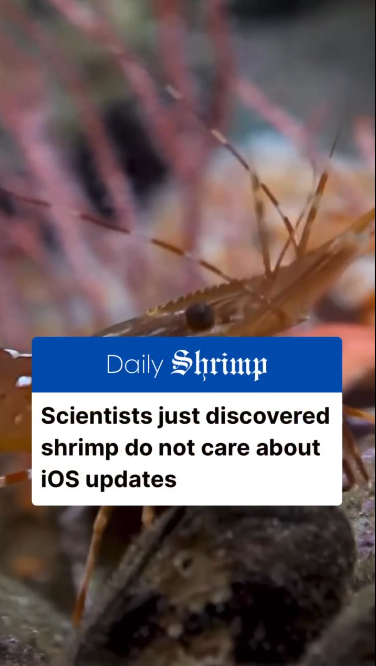 Daily Shrimp
Scientists just discovered
shrimp do not care about
iOS updates